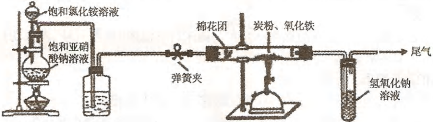 饱和氯化铵溶液
饱和亚硝
酸钠溶液
弹簧夹
棉花团
炭粉、氧化铁
氢氧化钠
溶液
尾气